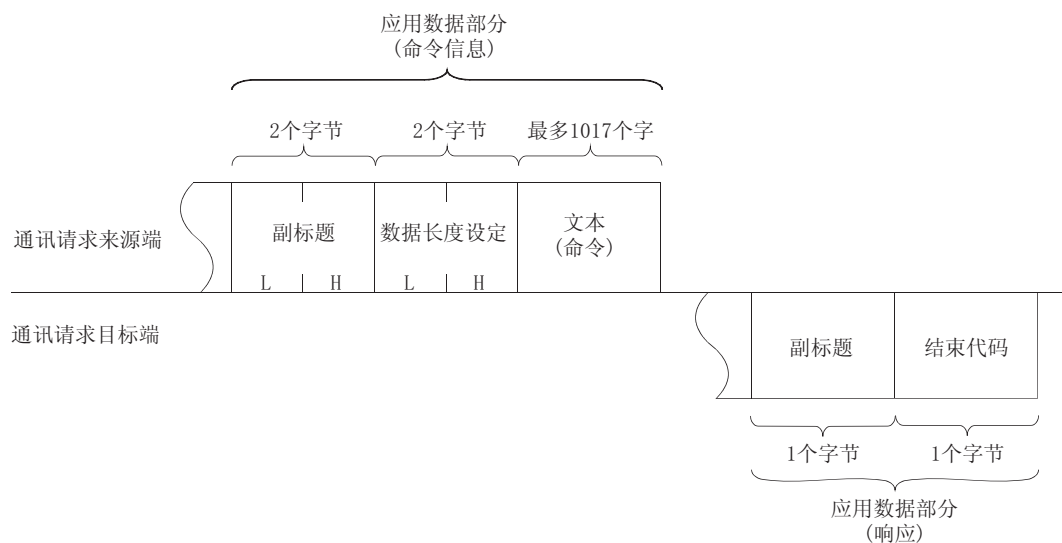 应用数据部分
(命令信息)
2个字节
2个字节
最多1017个字
通讯请求来源端
副标题
数据长度设定
文本
(命令)
L
H
L
H
通讯请求目标端
副标题
结束代码
1个字节
1个字节
应用数据部分
(响应)